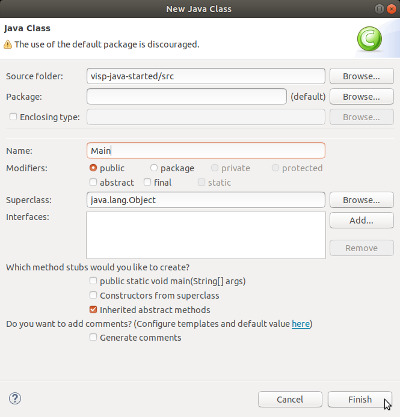 New Java Class
Java Class
The use of the default package is discouraged.
Source folder: visp-java-started/src Browse...
Package: (default) Browse...
Enclosing type: Browse...
Name: Main
Modifiers: public package private protected
abstract final static
Superclass: java.lang.Object Browse...
Interfaces: Add...
Remove
Which method stubs would you like to create?
public static void main(String[] args)
Constructors from superclass
Inherited abstract methods
Do you want to add comments? (Configure templates and default value here)
Generate comments
? Cancel Finish